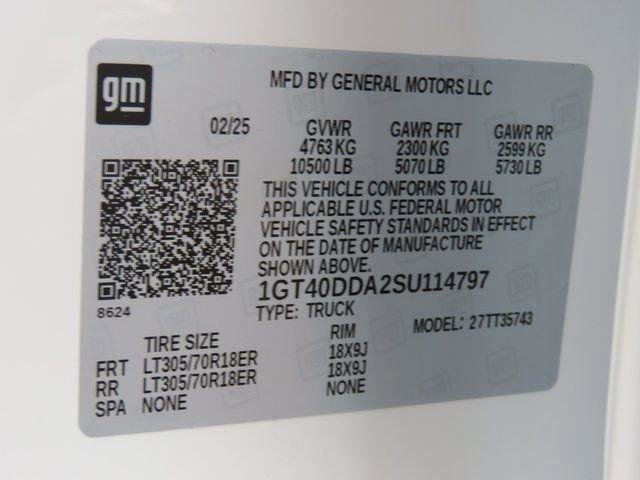 gm
MFD BY GENERAL MOTORS LLC
02/25 GVWR GAWR FRT GAWR RR
4763 KG 2300 KG 2599 KG
10500 LB 5070 LB 5730 LB
THIS VEHICLE CONFORMS TO ALL
APPLICABLE U.S. FEDERAL MOTOR
VEHICLE SAFETY STANDARDS IN EFFECT
ON THE DATE OF MANUFACTURE
SHOWN ABOVE.
1GT40DDA2SU114797
8624
TYPE: TRUCK
MODEL: 27TT35743
TIRE SIZE RIM
FRT LT305/70R18ER 18X9J
RR LT305/70R18ER 18X9J
SPA NONE NONE